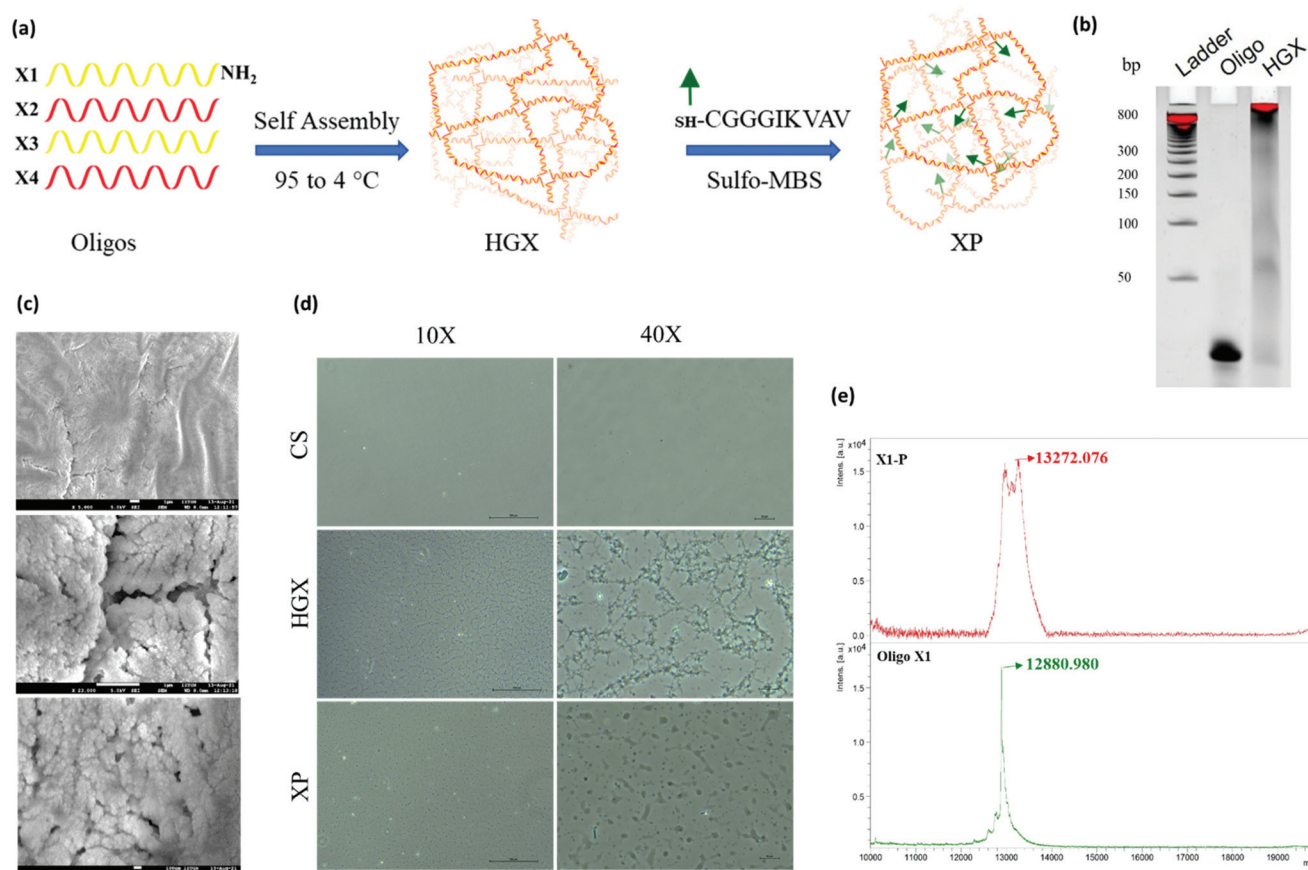 (a)
X1
NH2
X2
X3
X4
Oligos
Self Assembly
95 to 4 °C
HGX
SH-CGGGIKVAV
Sulfo-MBS
XP
(b)
bp
Ladder
Oligo
HGX
800
300
200
150
100
50
(c)
(d)
10X
40X
CS
HGX
XP
(e)
X1-P
13272.076
Intens. [a.u.]
x10^4
1.5
1.0
0.5
0.0
Oligo X1
12880.980
Intens. [a.u.]
x10^4
1.5
1.0
0.5
10000
12000
13000
14000
15000
16000
17000
18000
19000